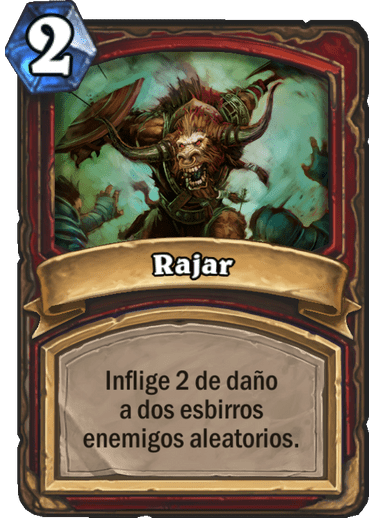 2
Rajar
Inflige 2 de daño
a dos esbirros
enemigos aleatorios.